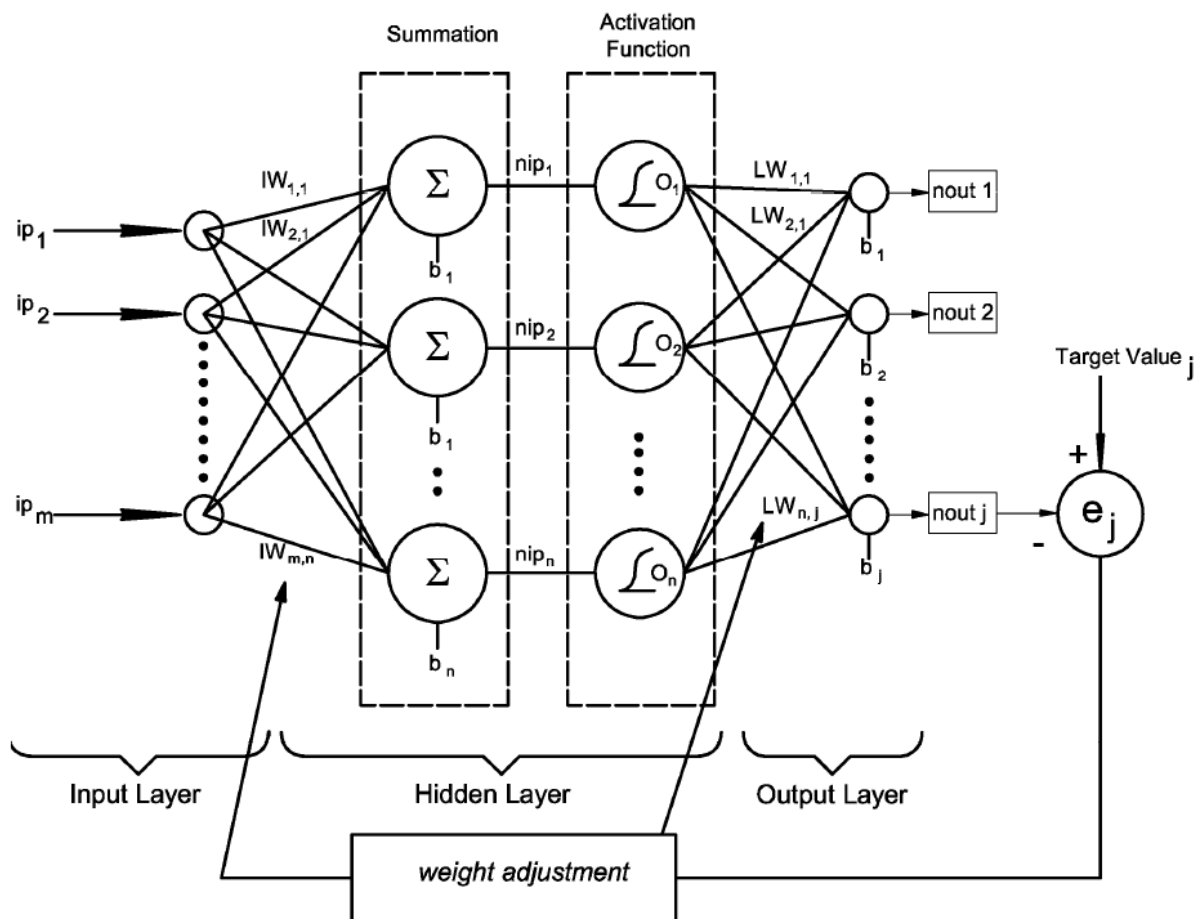 Summation
Activation
Function
IW1,1
nip1
O1
LW1,1
nout 1
ip1
IW2,1
Σ
b1
LW2,1
b1
ip2
Σ
nip2
O2
nout 2
b1
b2
Target Value j
+
ipm
IWm,n
Σ
nipn
On
LWn, j
nout j
-
ej
bn
bj
Input Layer
Hidden Layer
Output Layer
weight adjustment